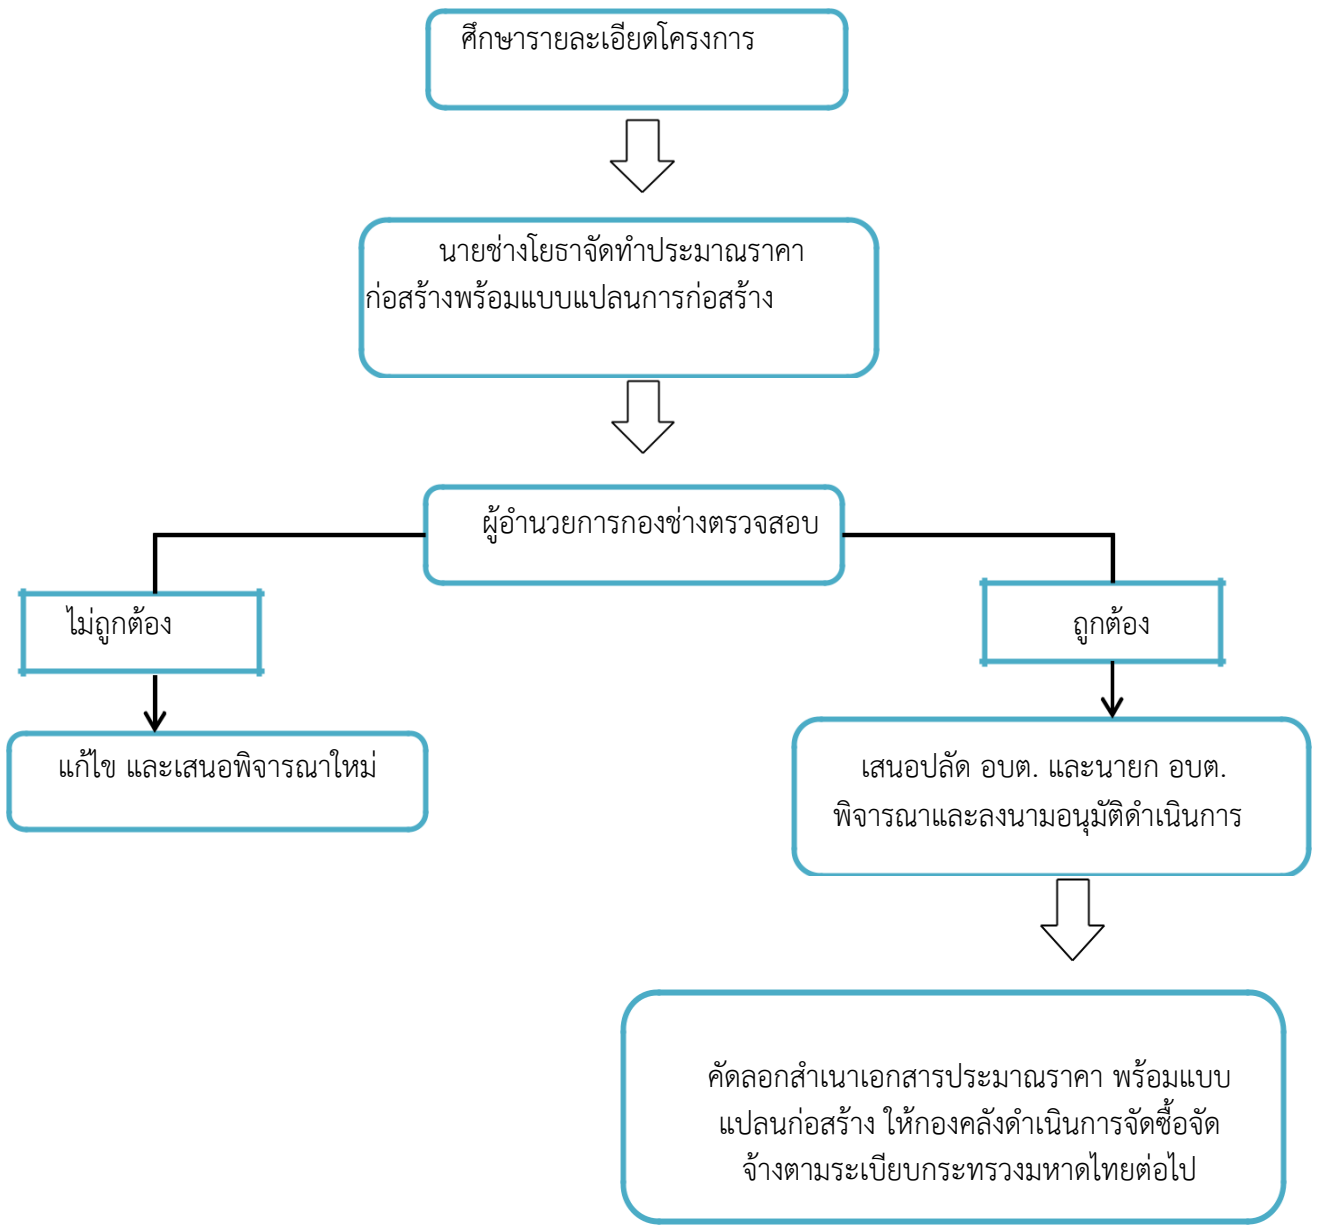 ศึกษารายละเอียดโครงการ
นายช่างโยธาจัดทำประมาณราคา
ก่อสร้างพร้อมแบบแปลนการก่อสร้าง
ผู้อำนวยการกองช่างตรวจสอบ
ไม่ถูกต้อง
ถูกต้อง
แก้ไข และเสนอพิจารณาใหม่
เสนอปลัด อบต. และนายก อบต.
พิจารณาและลงนามอนุมัติดำเนินการ
คัดลอกสำเนาเอกสารประมาณราคา พร้อมแบบ
แปลนก่อสร้าง ให้กองคลังดำเนินการจัดซื้อจัด
จ้างตามระเบียบกระทรวงมหาดไทยต่อไป